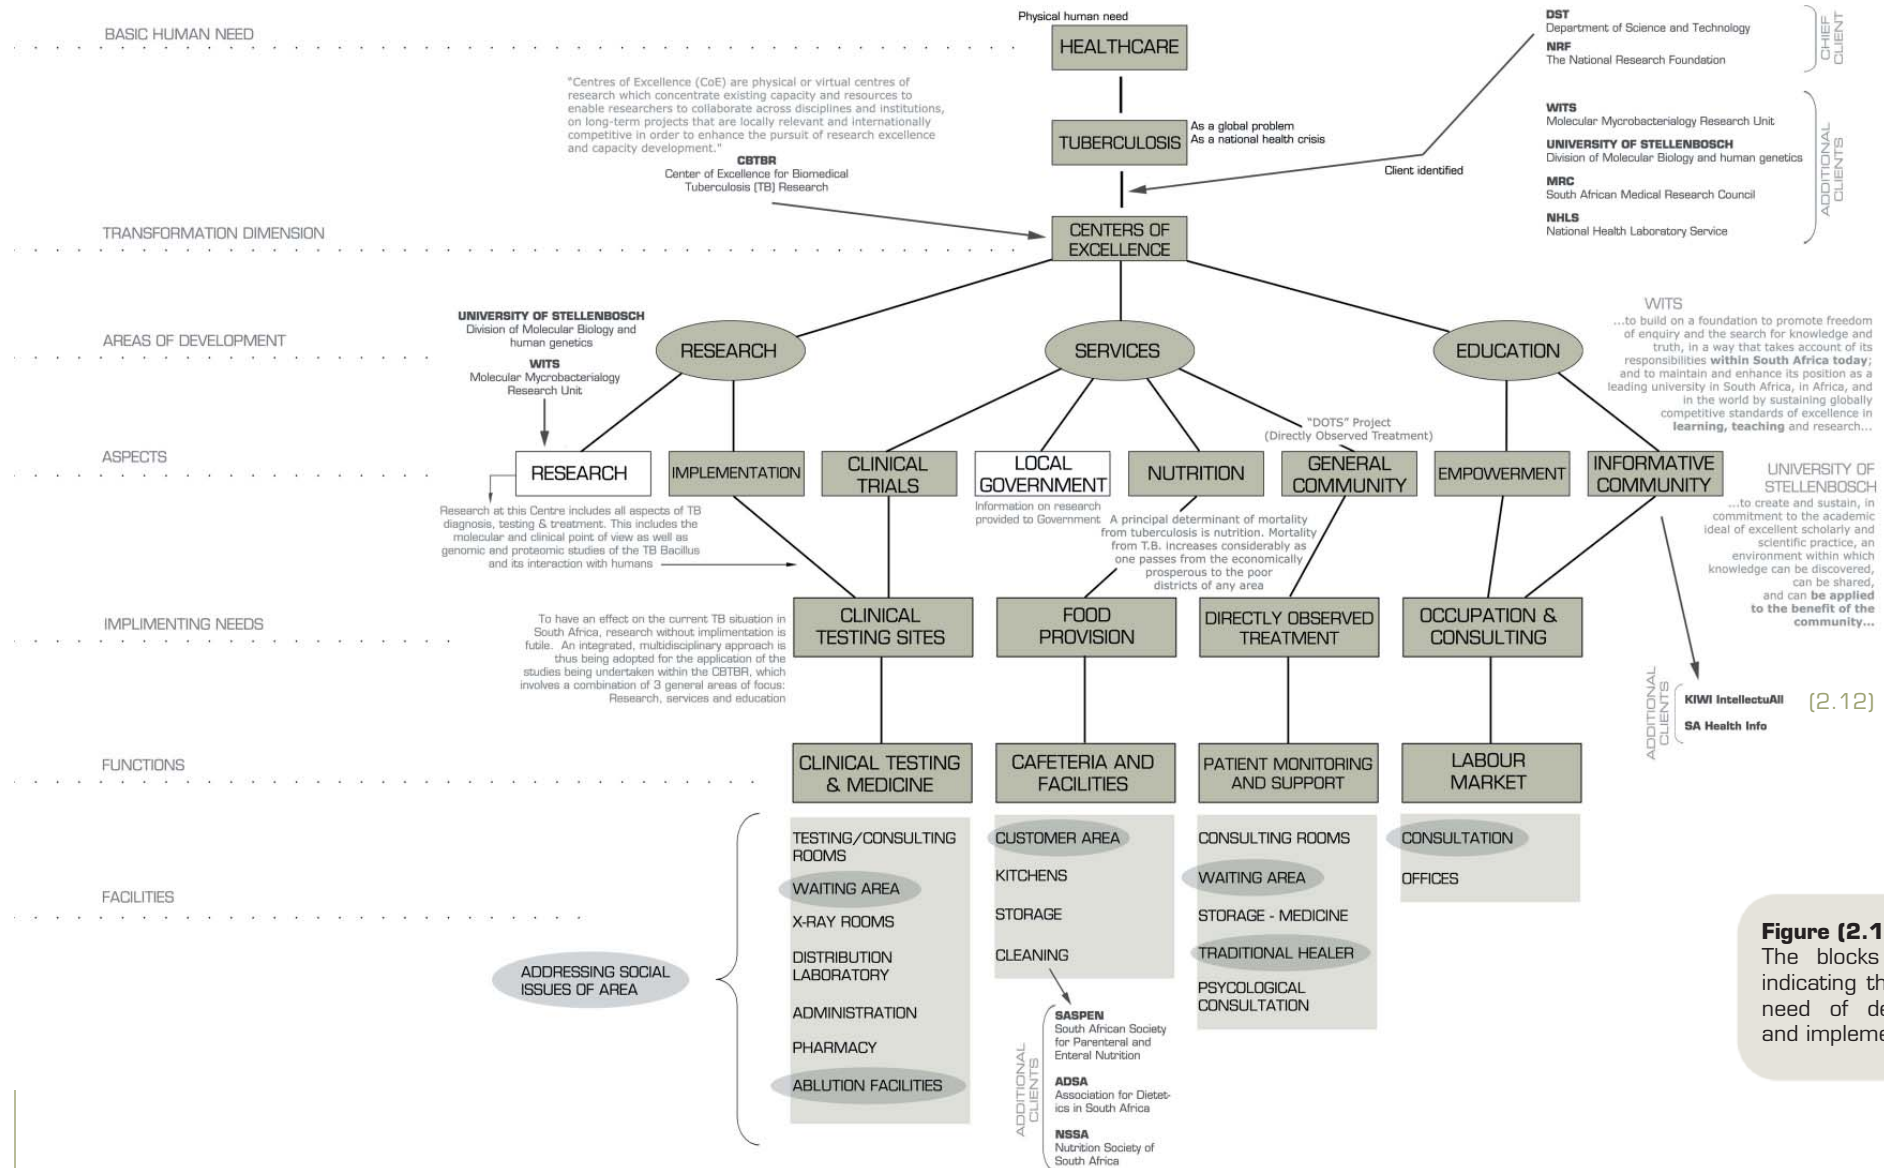 Physical human need
BASIC HUMAN NEED
HEALTHCARE
DST
Department of Science and Technology
NRF
The National Research Foundation
CHIEF
CLIENT
"Centres of Excellence (CoE) are physical or virtual centres of
research which concentrate existing capacity and resources to
enable researchers to collaborate across disciplines and institutions,
on long-term projects that are locally relevant and internationally
competitive in order to enhance the pursuit of research excellence
and capacity development."
CBTBR
Center of Excellence for Biomedical
Tuberculosis (TB) Research
TUBERCULOSIS
As a global problem
As a national health crisis
Client identified
WITS
Molecular Mycrobacterialogy Research Unit
UNIVERSITY OF STELLENBOSCH
Division of Molecular Biology and human genetics
MRC
South African Medical Research Council
NHLS
National Health Laboratory Service
ADDITIONAL
CLIENTS
TRANSFORMATION DIMENSION
CENTERS OF
EXCELLENCE
AREAS OF DEVELOPMENT
UNIVERSITY OF STELLENBOSCH
Division of Molecular Biology and
human genetics
WITS
Molecular Mycrobacterialogy
Research Unit
RESEARCH
SERVICES
EDUCATION
WITS
...to build on a foundation to promote freedom
of enquiry and the search for knowledge and
truth, in a way that takes account of its
responsibilities within South Africa today;
and to maintain and enhance its position as a
leading university in South Africa, in Africa, and
in the world by sustaining globally
competitive standards of excellence in
learning, teaching and research...
"DOTS" Project
(Directly Observed Treatment)
ASPECTS
RESEARCH
IMPLEMENTATION
CLINICAL
TRIALS
LOCAL
GOVERNMENT
NUTRITION
GENERAL
COMMUNITY
EMPOWERMENT
INFORMATIVE
COMMUNITY
UNIVERSITY OF
STELLENBOSCH
...to create and sustain, in
commitment to the academic
ideal of excellent scholarly and
scientific practice, an
environment within which
knowledge can be discovered,
can be shared,
and can be applied
to the benefit of the
community...
Research at this Centre includes all aspects of TB
diagnosis, testing & treatment. This includes the
molecular and clinical point of view as well as
genomic and proteomic studies of the TB Bacillus
and its interaction with humans
Information on research
provided to Government
A principal determinant of mortality
from tuberculosis is nutrition. Mortality
from T.B. increases considerably as
one passes from the economically
prosperous to the poor
districts of any area
IMPLIMENTING NEEDS
To have an effect on the current TB situation in
South Africa, research without implimentation is
futile. An integrated, multidisciplinary approach is
thus being adopted for the application of the
studies being undertaken within the CBTBR, which
involves a combination of 3 general areas of focus:
Research, services and education
CLINICAL
TESTING SITES
FOOD
PROVISION
DIRECTLY OBSERVED
TREATMENT
OCCUPATION &
CONSULTING
ADDITIONAL
CLIENTS
KIWI IntellectuAll
SA Health Info
(2.12)
FUNCTIONS
CLINICAL TESTING
& MEDICINE
CAFETERIA AND
FACILITIES
PATIENT MONITORING
AND SUPPORT
LABOUR
MARKET
FACILITIES
ADDRESSING SOCIAL
ISSUES OF AREA
TESTING/CONSULTING
ROOMS
WAITING AREA
X-RAY ROOMS
DISTRIBUTION
LABORATORY
ADMINISTRATION
PHARMACY
ABLUTION FACILITIES
CUSTOMER AREA
KITCHENS
STORAGE
CLEANING
ADDITIONAL
CLIENTS
SASPEN
South African Society
for Parenteral and
Enteral Nutrition
ADSA
Association for Dietet-
ics in South Africa
NSSA
Nutrition Society of
South Africa
CONSULTING ROOMS
WAITING AREA
STORAGE - MEDICINE
TRADITIONAL HEALER
PSYCOLOGICAL
CONSULTATION
CONSULTATION
OFFICES
Figure (2.1
The blocks
indicating th
need of de
and impleme